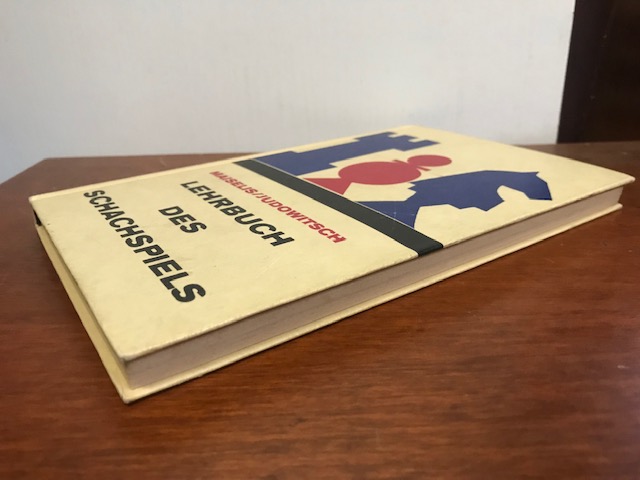 MAISELIS/JUDOWITSCH
LEHRBUCH
DES
SCHACHSPIELS